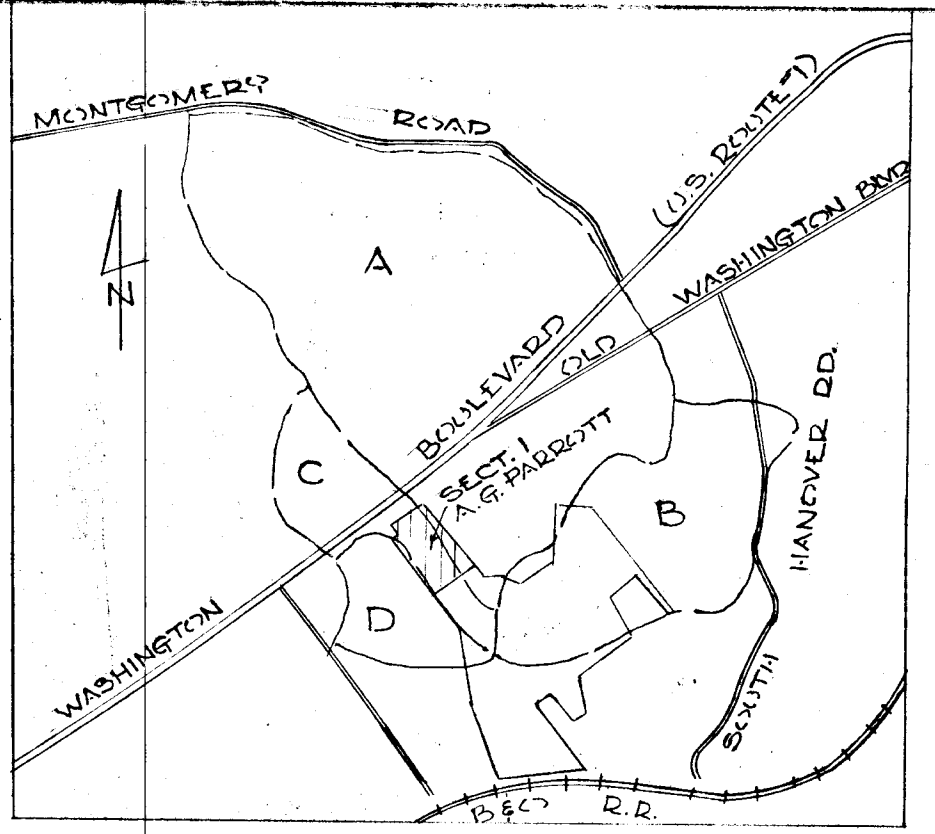 MONTGOMERY ROAD
(U.S. ROUTE #1)
WASHINGTON BOULEVARD
OLD WASHINGTON BLVD
A
N
C
SECT. 1
A.G. PARROTT
B
D
SOUTH HANOVER RD.
B & O R.R.